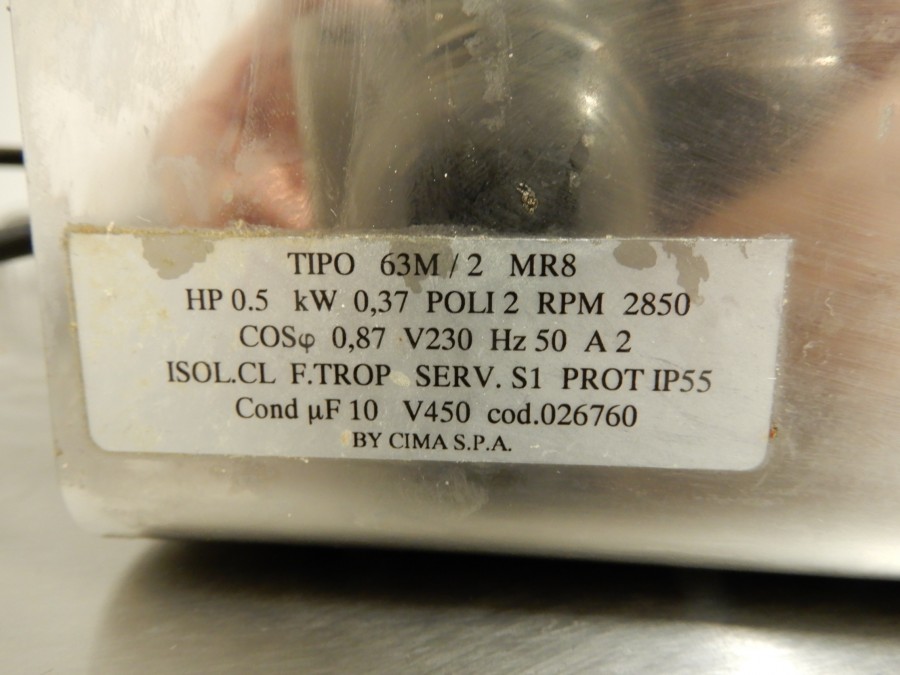 TIPO 63M / 2 MR8
HP 0.5 kW 0,37 POLI 2 RPM 2850
COSφ 0,87 V230 Hz 50 A 2
ISOL.CL F.TROP SERV. S1 PROT IP55
Cond µF 10 V450 cod.026760
BY CIMA S.P.A.